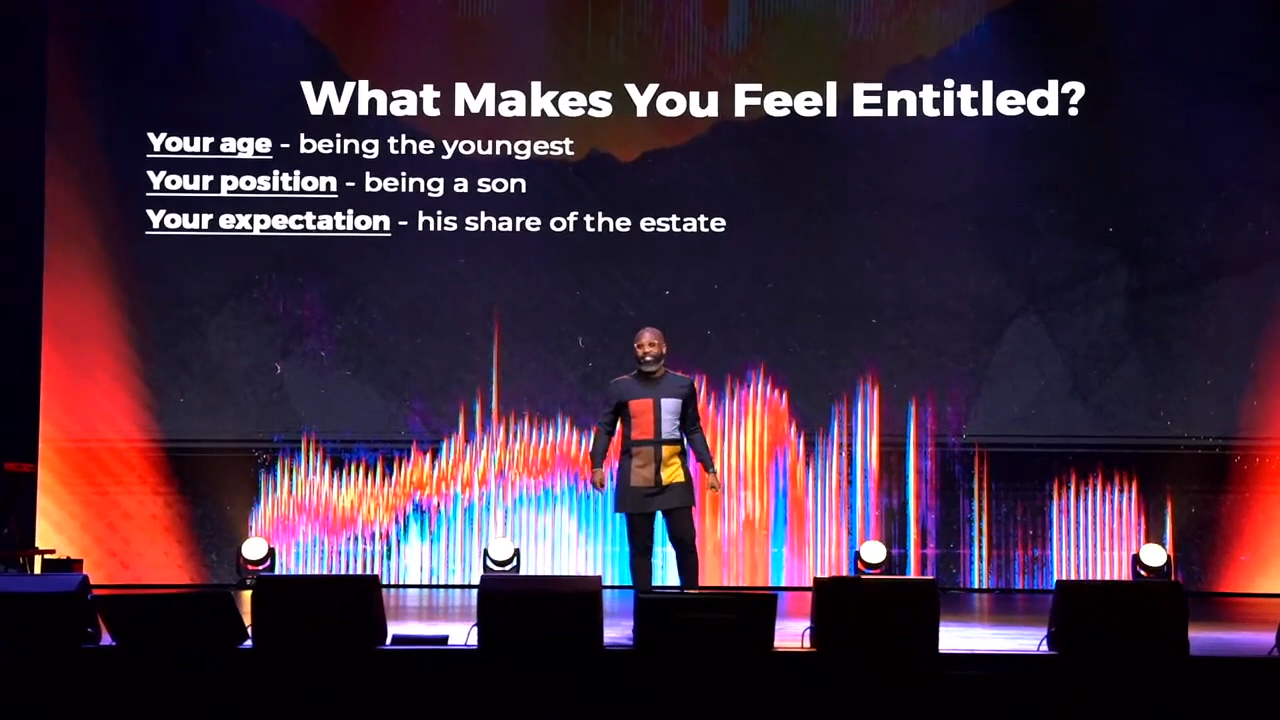 What Makes You Feel Entitled?
Your age - being the youngest
Your position - being a son
Your expectation - his share of the estate